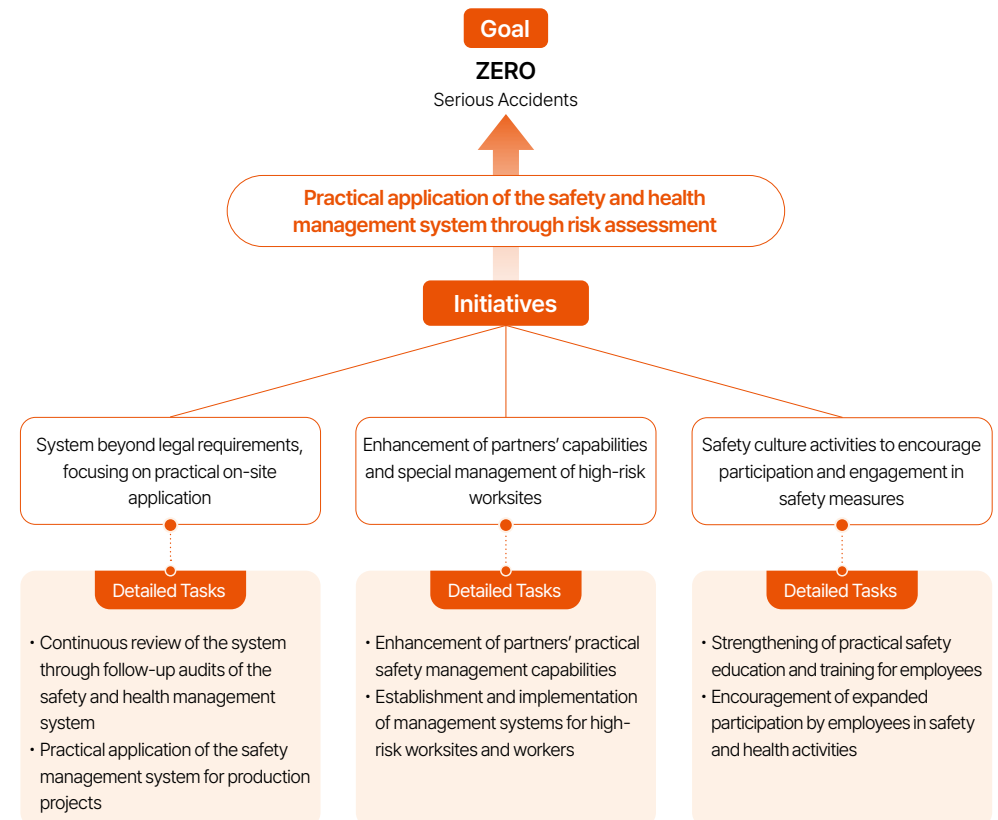 Goal
ZERO
Serious Accidents
Practical application of the safety and health
management system through risk assessment
Initiatives
System beyond legal requirements,
focusing on practical on-site
application
Enhancement of partners’ capabilities
and special management of high-risk
worksites
Safety culture activities to encourage
participation and engagement in
safety measures
Detailed Tasks
• Continuous review of the system
through follow-up audits of the
safety and health management
system
• Practical application of the safety
management system for production
projects
Detailed Tasks
• Enhancement of partners’ practical
safety management capabilities
• Establishment and implementation
of management systems for high-
risk worksites and workers
Detailed Tasks
• Strengthening of practical safety
education and training for employees
• Encouragement of expanded
participation by employees in safety
and health activities